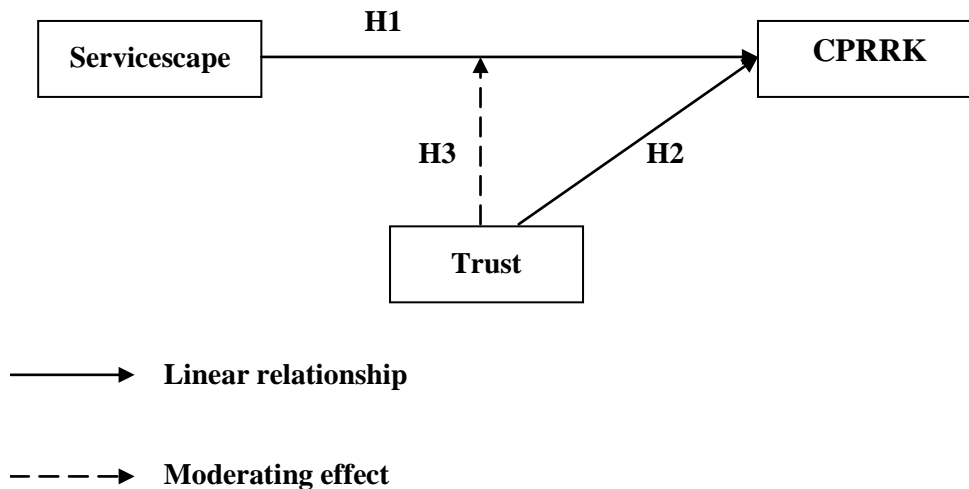 H1
Servicescape
CPRRK
H3
H2
Trust
Linear relationship
Moderating effect